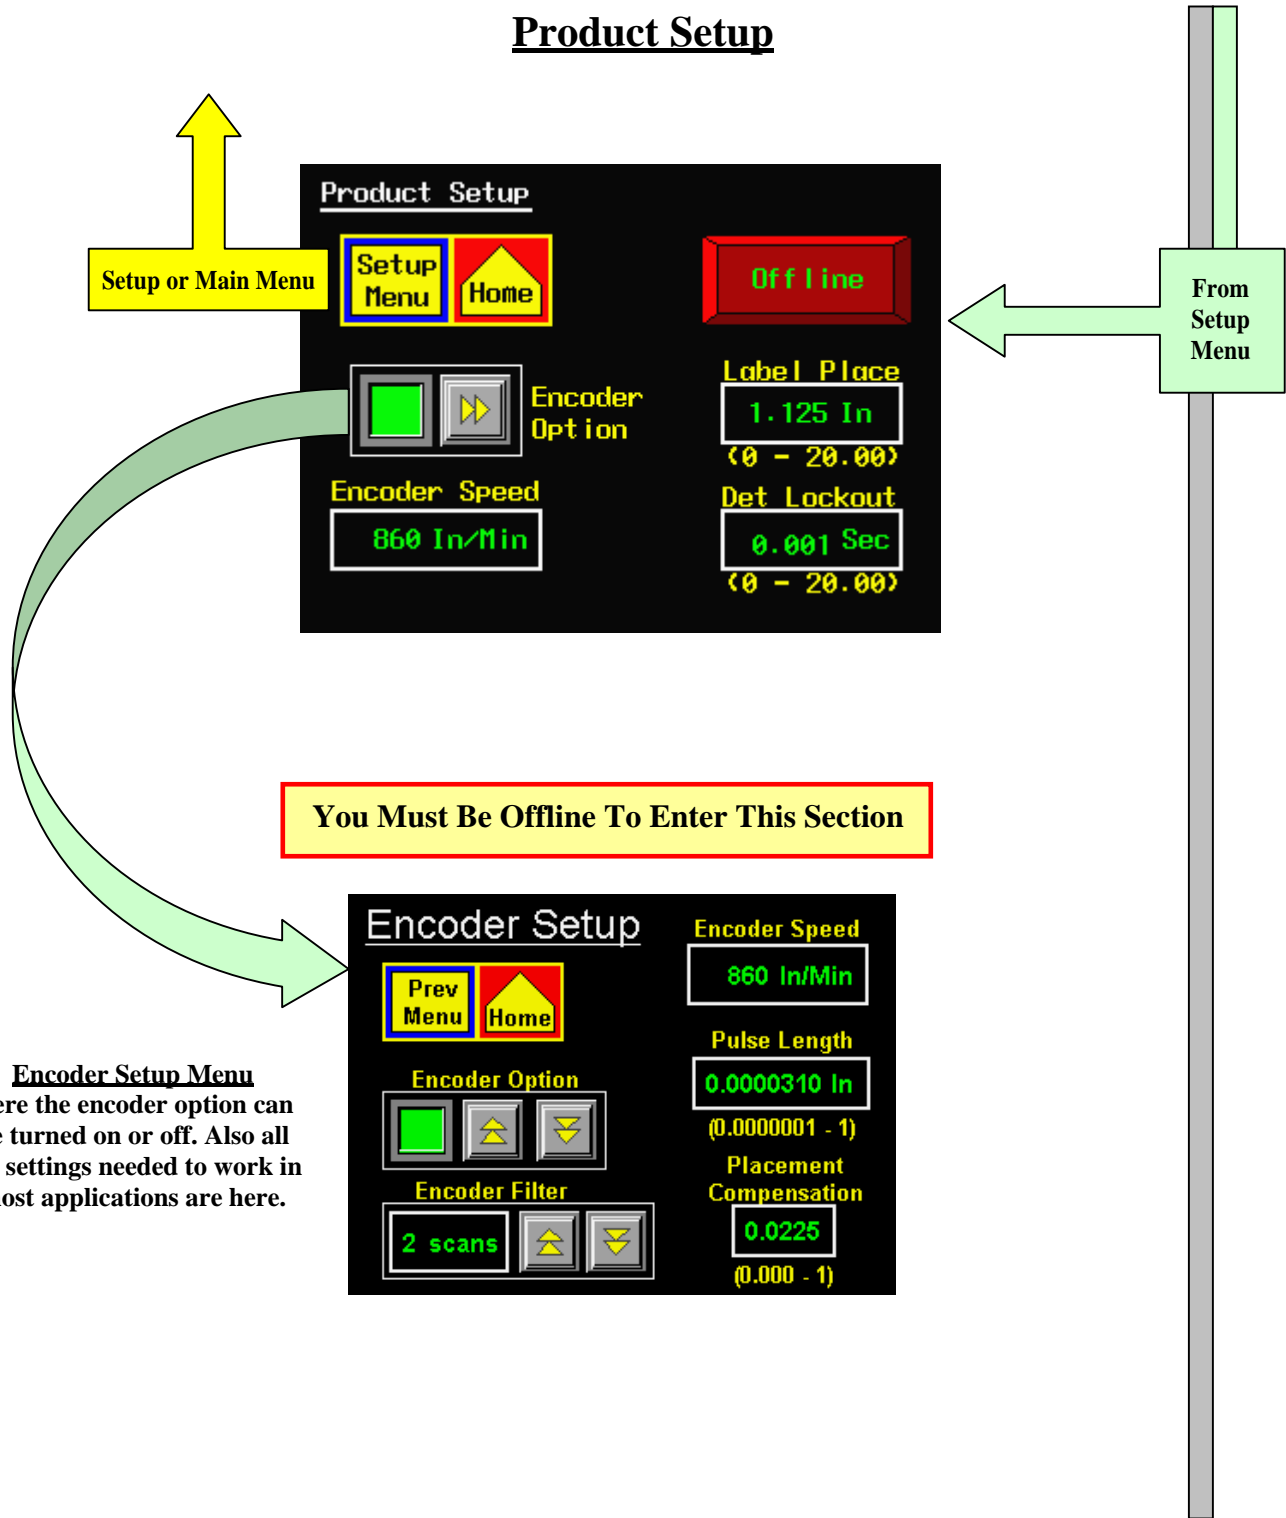 Product Setup
Product Setup
Setup or Main Menu
Setup
Menu
Home
Offline
From
Setup
Menu
Encoder
Option
Label Place
1.125 In
(0 - 20.00)
Encoder Speed
860 In/Min
Det Lockout
0.001 Sec
(0 - 20.00)
You Must Be Offline To Enter This Section
Encoder Setup
Prev
Menu
Home
Encoder Speed
860 In/Min
Pulse Length
0.0000310 In
(0.0000001 - 1)
Encoder Option
Placement
Compensation
0.0225
(0.000 - 1)
Encoder Filter
2 scans
Encoder Setup Menu
the encoder option can
turned on or off. Also all
settings needed to work in
applications are here.